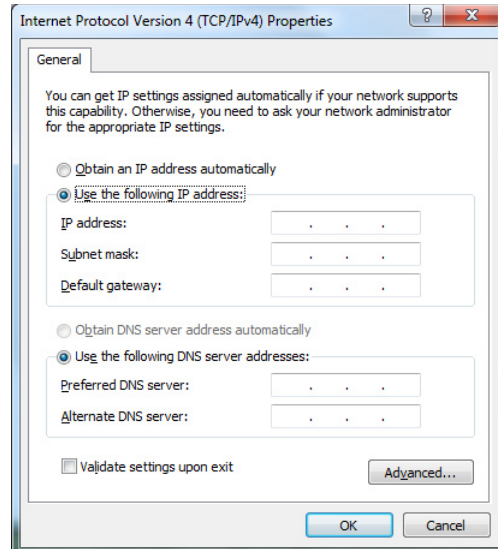 Internet Protocol Version 4 (TCP/IPv4) Properties
?
X
General
You can get IP settings assigned automatically if your network supports
this capability. Otherwise, you need to ask your network administrator
for the appropriate IP settings.
Obtain an IP address automatically
Use the following IP address:
IP address: . . .
Subnet mask: . . .
Default gateway: . . .
Obtain DNS server address automatically
Use the following DNS server addresses:
Preferred DNS server: . . .
Alternate DNS server: . . .
Validate settings upon exit
Advanced...
OK Cancel